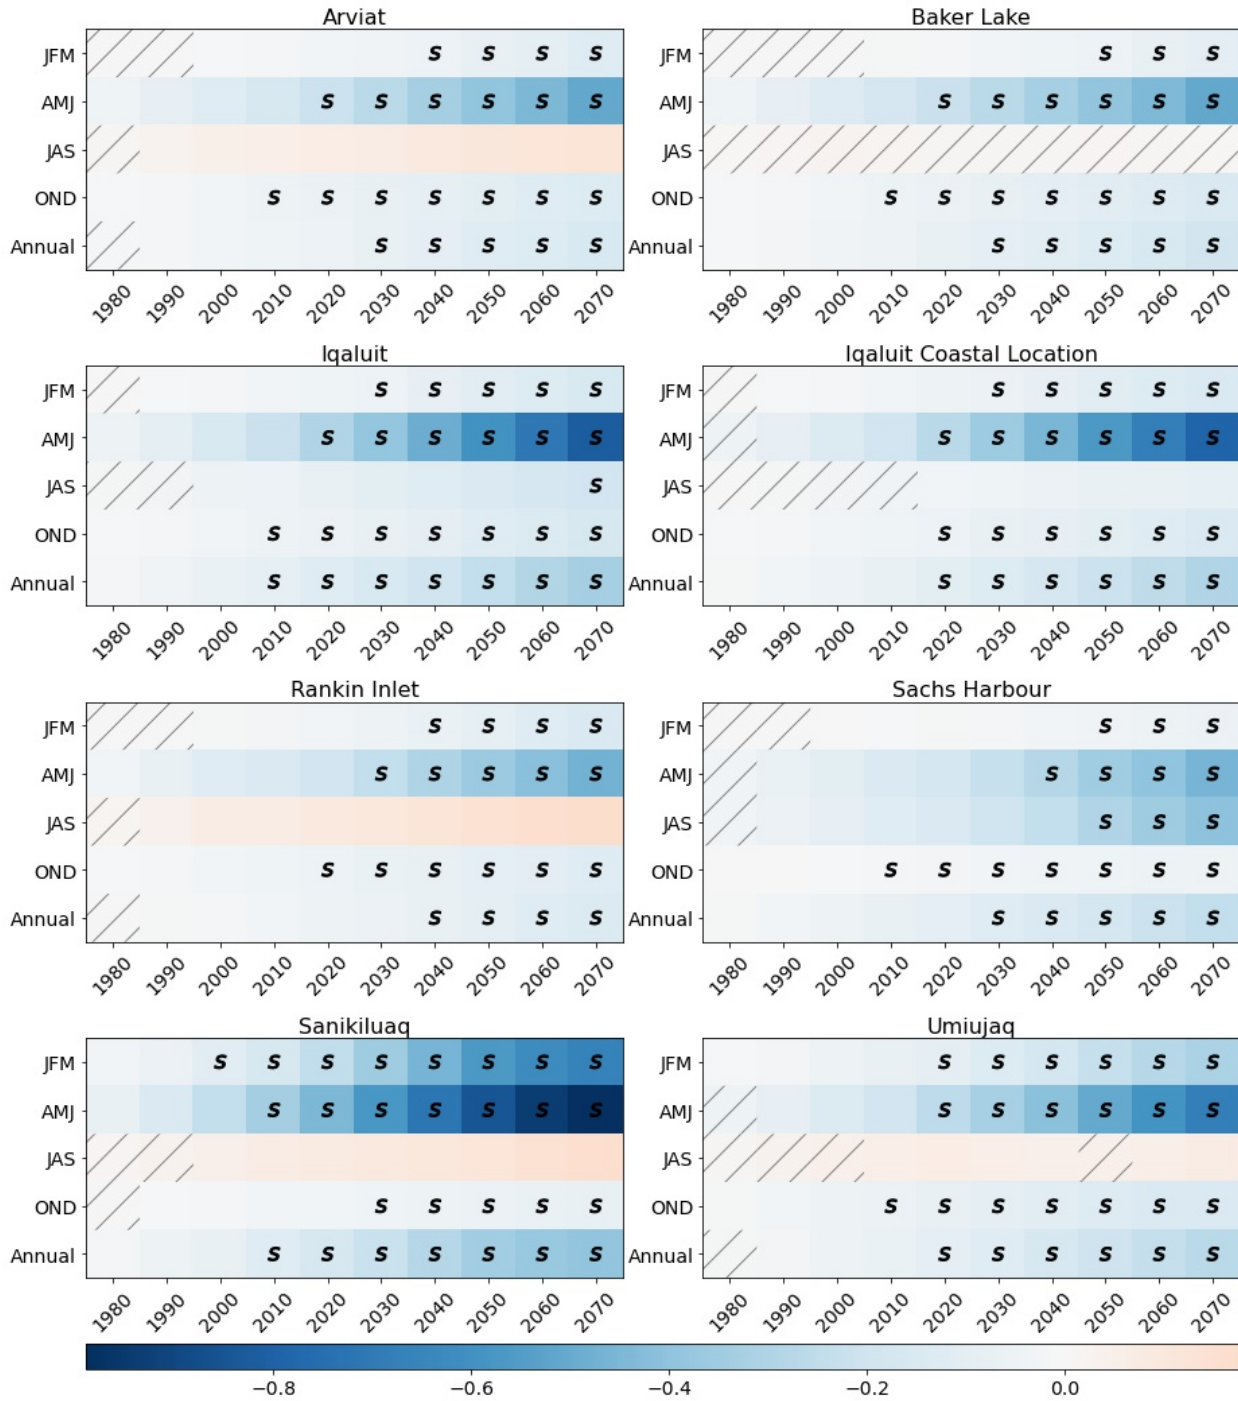 Arviat
JFM S S S S
AMJ S S S S S S
JAS
OND S S S S S S S
Annual S S S S S
1980 1990 2000 2010 2020 2030 2040 2050 2060 2070
Baker Lake
JFM S S S
AMJ S S S S S S
JAS
OND S S S S S S S
Annual S S S S S
1980 1990 2000 2010 2020 2030 2040 2050 2060 2070
Iqaluit
JFM S S S S S
AMJ S S S S S S
JAS S
OND S S S S S S S
Annual S S S S S S S
1980 1990 2000 2010 2020 2030 2040 2050 2060 2070
Iqaluit Coastal Location
JFM S S S S S
AMJ S S S S S S
JAS
OND S S S S S S
Annual S S S S S S
1980 1990 2000 2010 2020 2030 2040 2050 2060 2070
Rankin Inlet
JFM S S S S
AMJ S S S S S
JAS
OND S S S S S S
Annual S S S S
1980 1990 2000 2010 2020 2030 2040 2050 2060 2070
Sachs Harbour
JFM S S S
AMJ S S S S
JAS S S S
OND S S S S S S S
Annual S S S S S
1980 1990 2000 2010 2020 2030 2040 2050 2060 2070
Sanikiluaq
JFM S S S S S S S S
AMJ S S S S S S S
JAS
OND S S S S S
Annual S S S S S S S
1980 1990 2000 2010 2020 2030 2040 2050 2060 2070
Umiujaq
JFM S S S S S S
AMJ S S S S S S
JAS
OND S S S S S S S
Annual S S S S S S
1980 1990 2000 2010 2020 2030 2040 2050 2060 2070
−0.8 −0.6 −0.4 −0.2 0.0